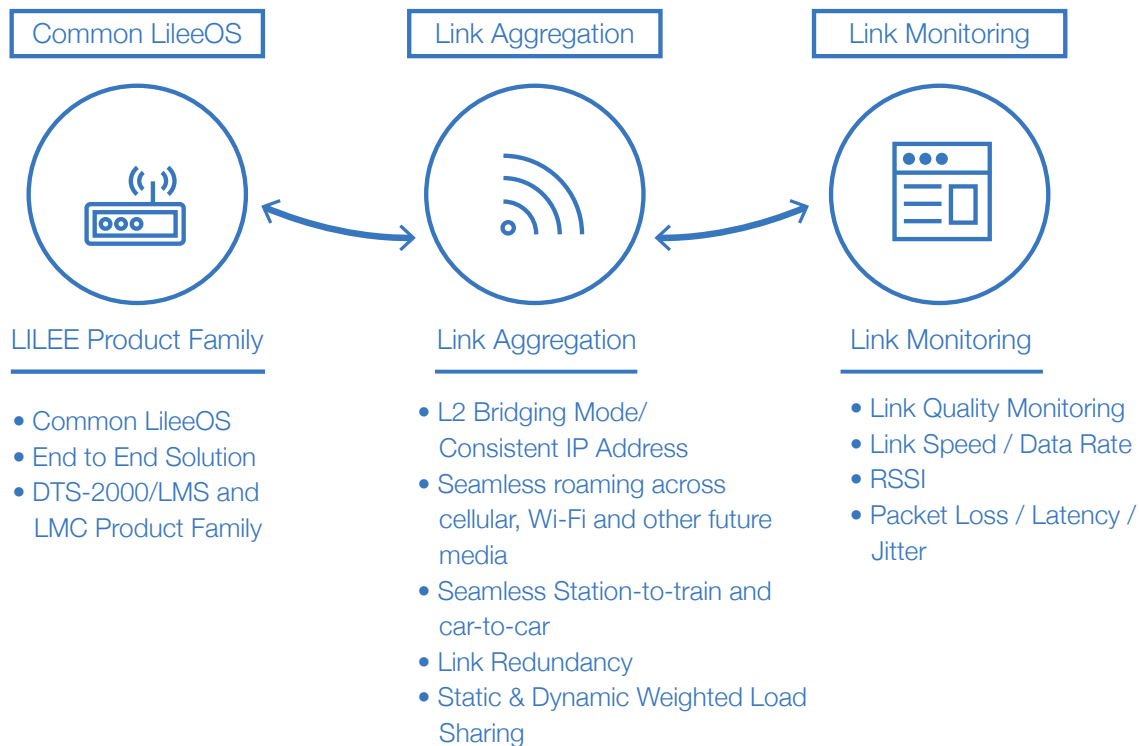 Common LileeOS
Link Aggregation
Link Monitoring
LILEE Product Family
• Common LileeOS
• End to End Solution
• DTS-2000/LMS and
LMC Product Family
Link Aggregation
• L2 Bridging Mode/
Consistent IP Address
• Seamless roaming across
cellular, Wi-Fi and other future
media
• Seamless Station-to-train and
car-to-car
• Link Redundancy
• Static & Dynamic Weighted Load
Sharing
Link Monitoring
• Link Quality Monitoring
• Link Speed / Data Rate
• RSSI
• Packet Loss / Latency /
Jitter